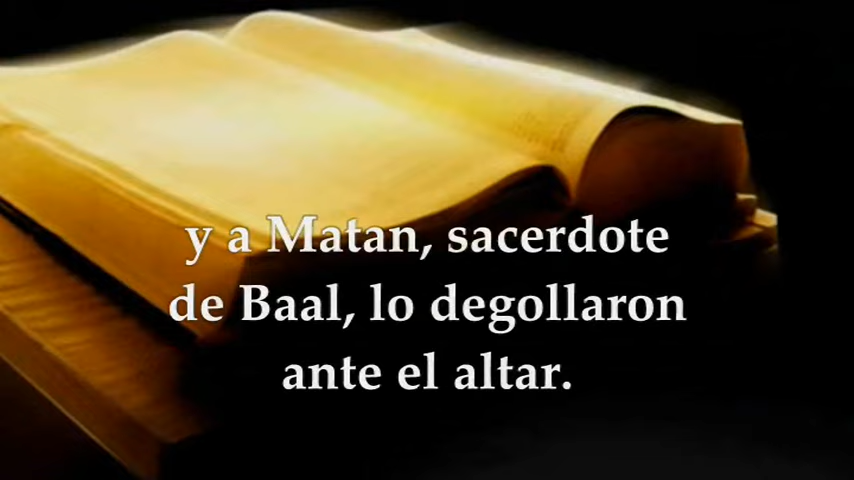 y a Matan, sacerdote
de Baal, lo degollaron
ante el altar.